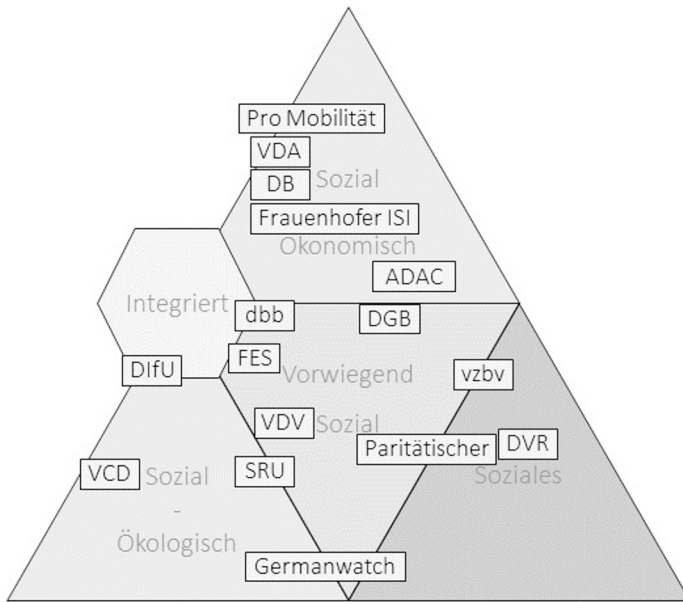 Pro Mobilität
VDA
DB
Sozial
Frauenhofer ISI
Ökonomisch
ADAC
Integriert
dbb
DGB
DIfU
FES
Vorwiegend
vzbv
VDV
Sozial
Paritätischer
DVR
VCD
Sozial
SRU
Soziales
-
Ökologisch
Germanwatch